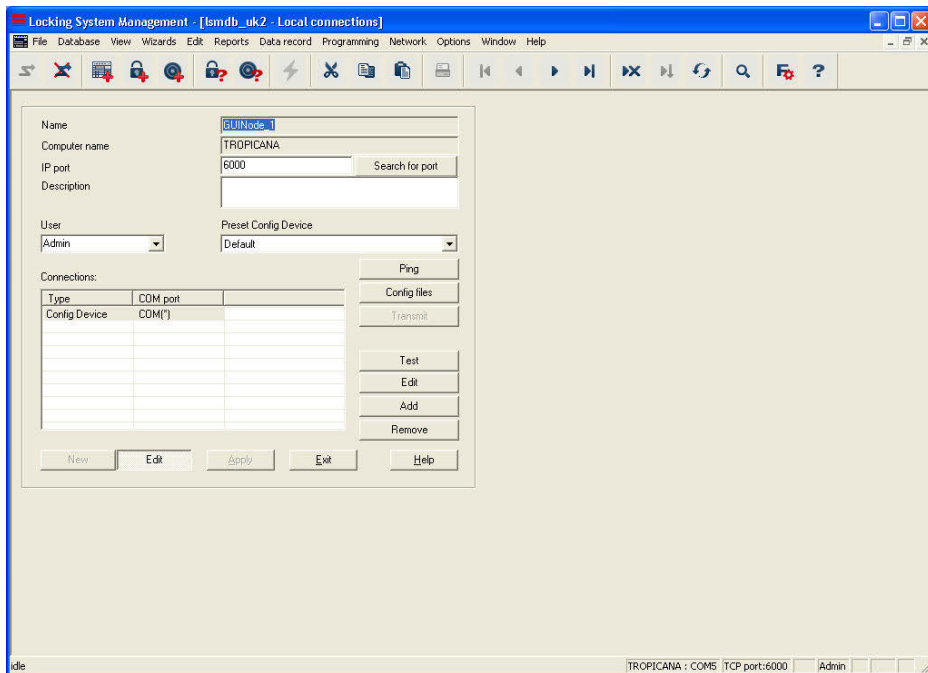 Locking System Management - [lsmdb_uk2 - Local connections]
File Database View Wizards Edit Reports Data record Programming Network Options Window Help
Name GUINode_1
Computer name TROPICANA
IP port 6000 Search for port
Description
User Preset Config Device
Admin Default
Ping
Connections:
Config files
Type COM port
Config Device COM(*) Transmit
Test
Edit
Add
Remove
New Edit Apply Exit Help
idle TROPICANA : COM5 TCP port:6000 Admin